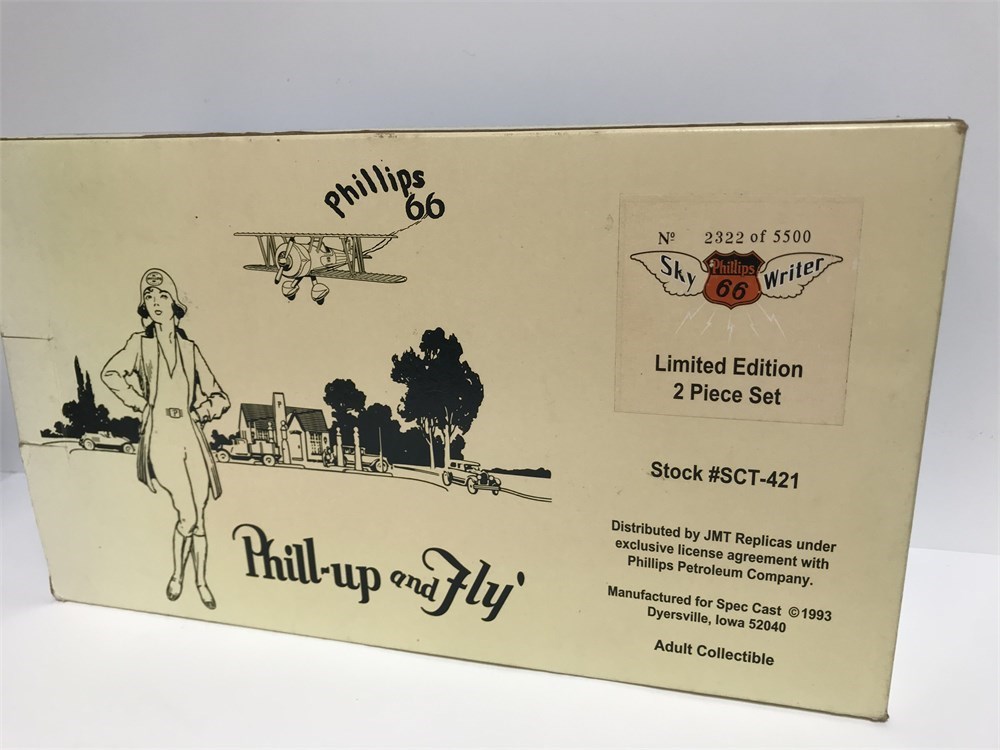 Phillips
66
Nº 2322 of 5500
Sky Phillips 66 Writer
Limited Edition
2 Piece Set
Stock #SCT-421
Distributed by JMT Replicas under
exclusive license agreement with
Phillips Petroleum Company.
Manufactured for Spec Cast ©1993
Dyersville, Iowa 52040
Adult Collectible
Phill-up and Fly'